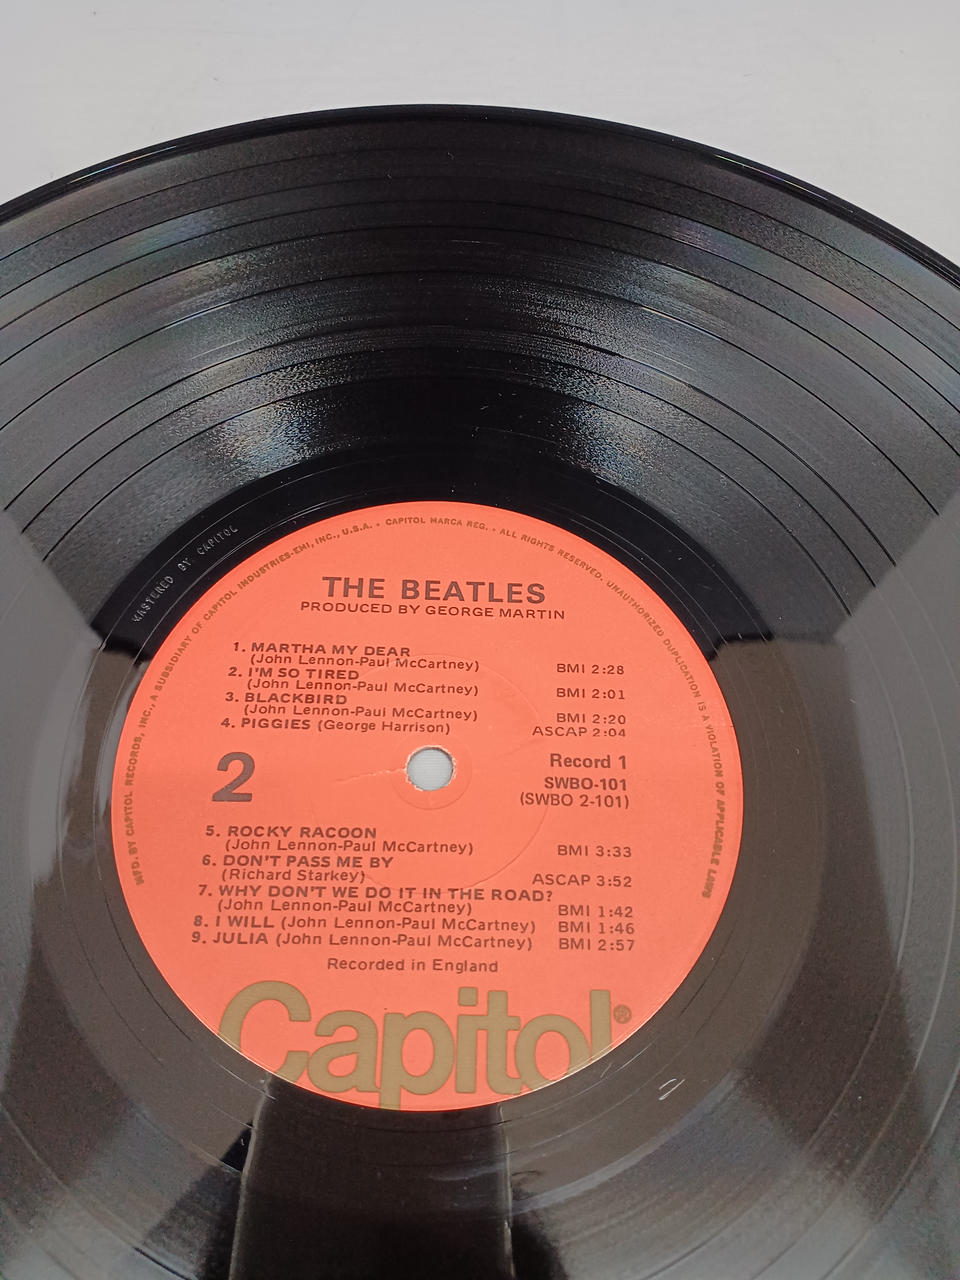 MASTERED BY CAPITOL
MFD. BY CAPITOL RECORDS, INC., A SUBSIDIARY OF CAPITOL INDUSTRIES-EMI, INC., U.S.A. • CAPITOL MARCA REG. • ALL RIGHTS RESERVED. UNAUTHORIZED DUPLICATION IS A VIOLATION OF APPLICABLE LAWS
THE BEATLES
PRODUCED BY GEORGE MARTIN
1. MARTHA MY DEAR
(John Lennon-Paul McCartney) BMI 2:28
2. I'M SO TIRED
(John Lennon-Paul McCartney) BMI 2:01
3. BLACKBIRD
(John Lennon-Paul McCartney) BMI 2:20
4. PIGGIES (George Harrison) ASCAP 2:04
2
Record 1
SWBO-101
(SWBO 2-101)
5. ROCKY RACOON
(John Lennon-Paul McCartney) BMI 3:33
6. DON'T PASS ME BY
(Richard Starkey) ASCAP 3:52
7. WHY DON'T WE DO IT IN THE ROAD?
(John Lennon-Paul McCartney) BMI 1:42
8. I WILL (John Lennon-Paul McCartney) BMI 1:46
9. JULIA (John Lennon-Paul McCartney) BMI 2:57
Recorded in England
Capitol®